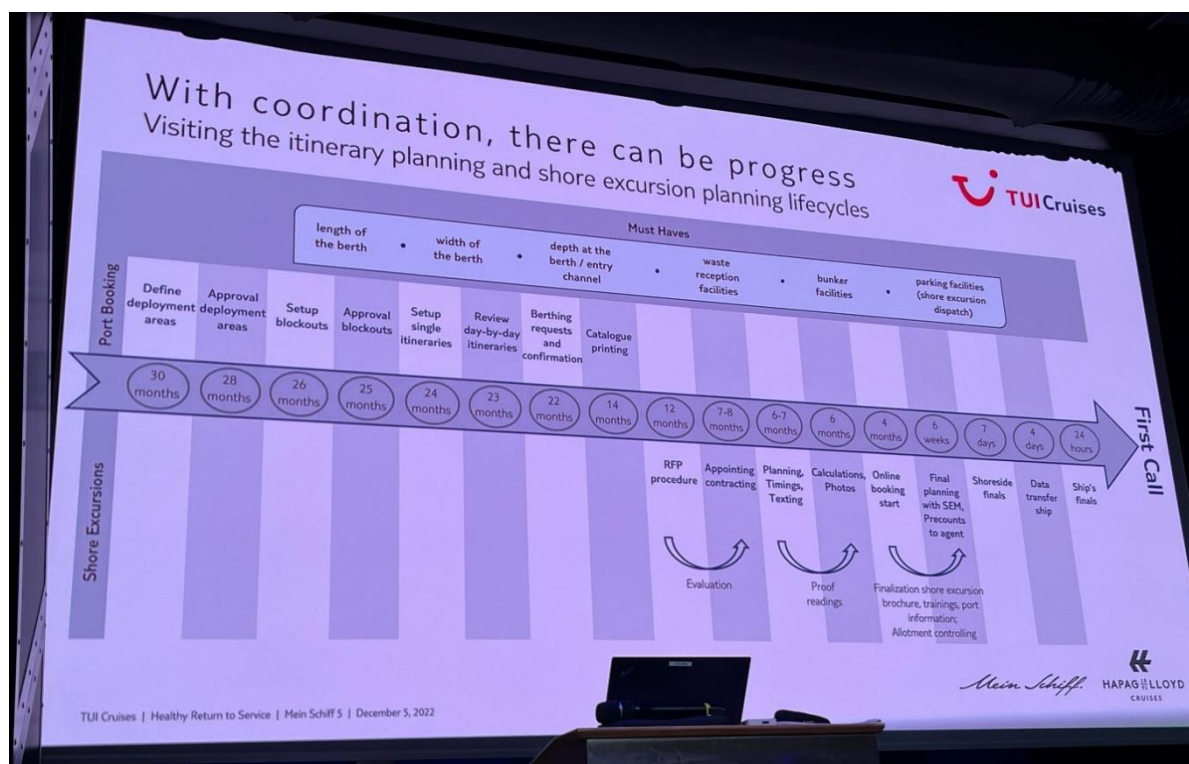 With coordination, there can be progress
Visiting the itinerary planning and shore excursion planning lifecycles
TUI Cruises
Must Haves
length of
the berth
•
width of
the berth
•
depth at the
berth / entry
channel
•
waste
reception
facilities
•
bunker
facilities
•
parking facilities
(shore excursion
dispatch)
Port Booking
Define
deployment
areas
Approval
deployment
areas
Setup
blockouts
Approval
blockouts
Setup
single
itineraries
Review
day-by-day
itineraries
Berthing
requests
and
confirmation
Catalogue
printing
30
months
28
months
26
months
25
months
24
months
23
months
22
months
14
months
12
months
7-8
months
6-7
months
6
months
4
months
6
weeks
7
days
4
days
24
hours
First Call
Shore Excursions
RFP
procedure
Appointing
contracting
Planning,
Timings,
Texting
Calculations,
Photos
Online
booking
start
Final
planning
with SEM,
Precounts
to agent
Shoreside
finals
Data
transfer
ship
Ship's
finals
Evaluation
Proof
readings
Finalization shore excursion
brochure, trainings, port
information;
Allotment controlling
Mein Schiff.
HAPAG LLOYD
CRUISES
TUI Cruises | Healthy Return to Service | Mein Schiff 5 | December 5, 2022